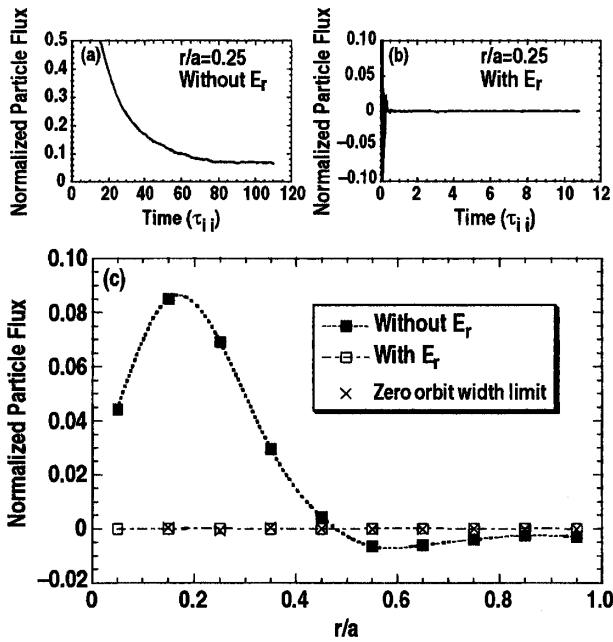 Normalized Particle Flux
0.5
0.4
0.3
0.2
0.1
0
(a)
r/a=0.25
Without Er
0 20 40 60 80 100 120
Time (τii)
Normalized Particle Flux
0.10
0.05
0
−0.05
−0.10
(b)
r/a=0.25
With Er
0 2 4 6 8 10 12
Time (τii)
Normalized Particle Flux
0.10
0.08
0.06
0.04
0.02
0
−0.02
(c)
Without Er
With Er
Zero orbit width limit
0 0.2 0.4 0.6 0.8 1.0
r/a